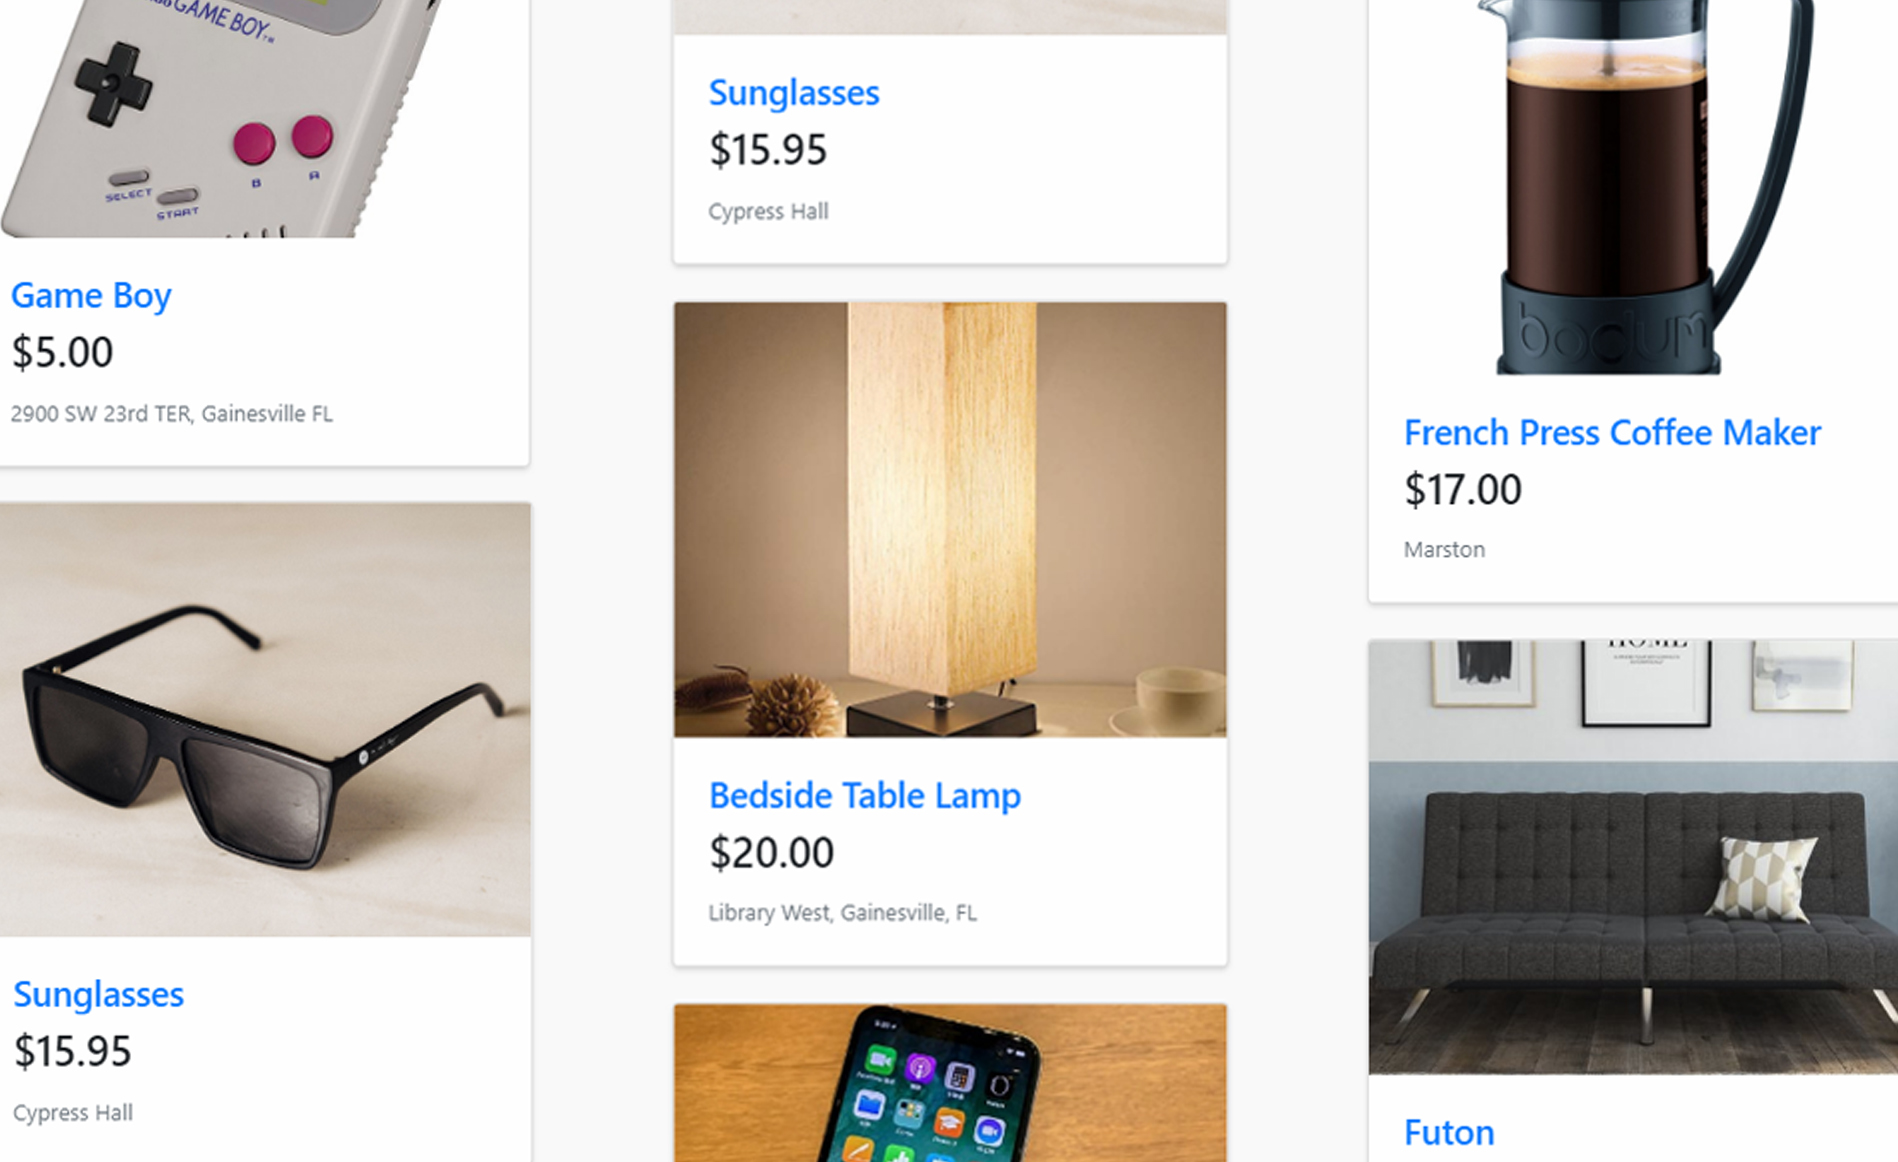 GAME BOY
TM
B
A
SELECT
START
Game Boy
$5.00
2900 SW 23rd TER, Gainesville FL
Sunglasses
$15.95
Cypress Hall
Sunglasses
$15.95
Cypress Hall
Bedside Table Lamp
$20.00
Library West, Gainesville, FL
bodum
French Press Coffee Maker
$17.00
Marston
HOME
Futon